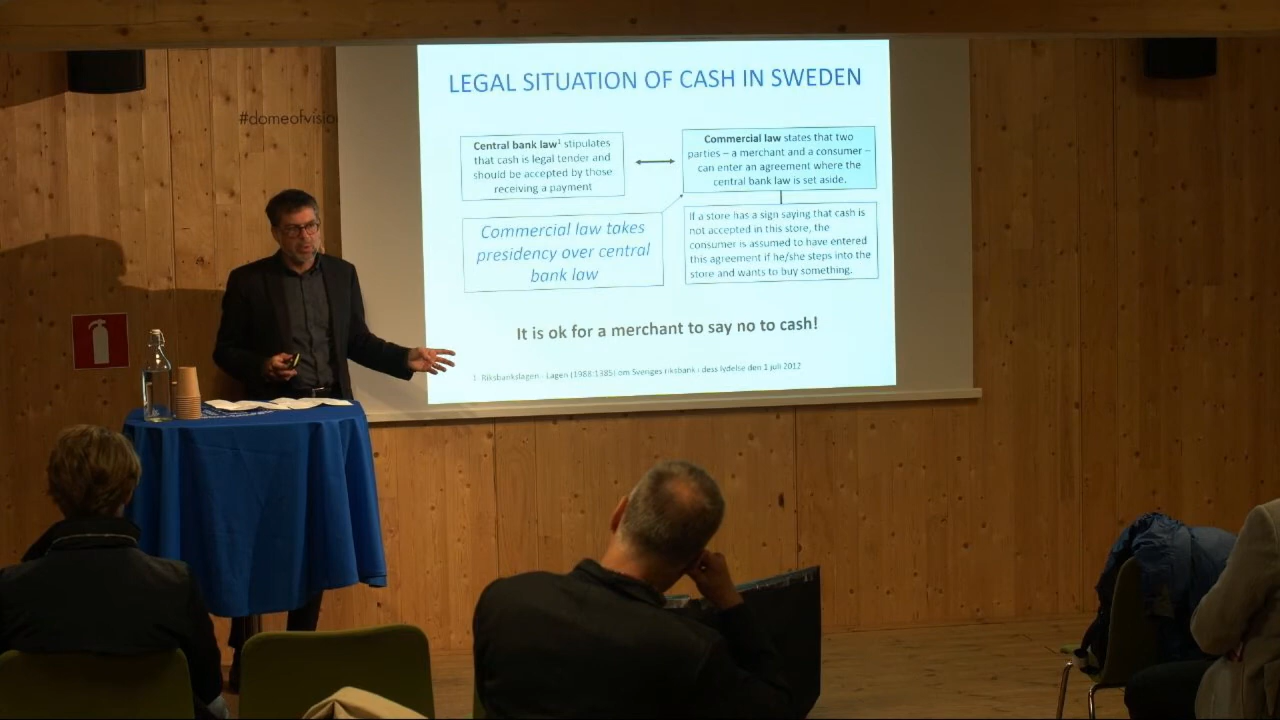 #domeofvisio
LEGAL SITUATION OF CASH IN SWEDEN
Central bank law¹ stipulates
that cash is legal tender and
should be accepted by those
receiving a payment
Commercial law states that two
parties – a merchant and a consumer –
can enter an agreement where the
central bank law is set aside.
Commercial law takes
presidency over central
bank law
If a store has a sign saying that cash is
not accepted in this store, the
consumer is assumed to have entered
this agreement if he/she steps into the
store and wants to buy something.
It is ok for a merchant to say no to cash!
1. Riksbankslagen - Lagen (1988:1385) om Sveriges riksbank i dess lydelse den 1 juli 2012